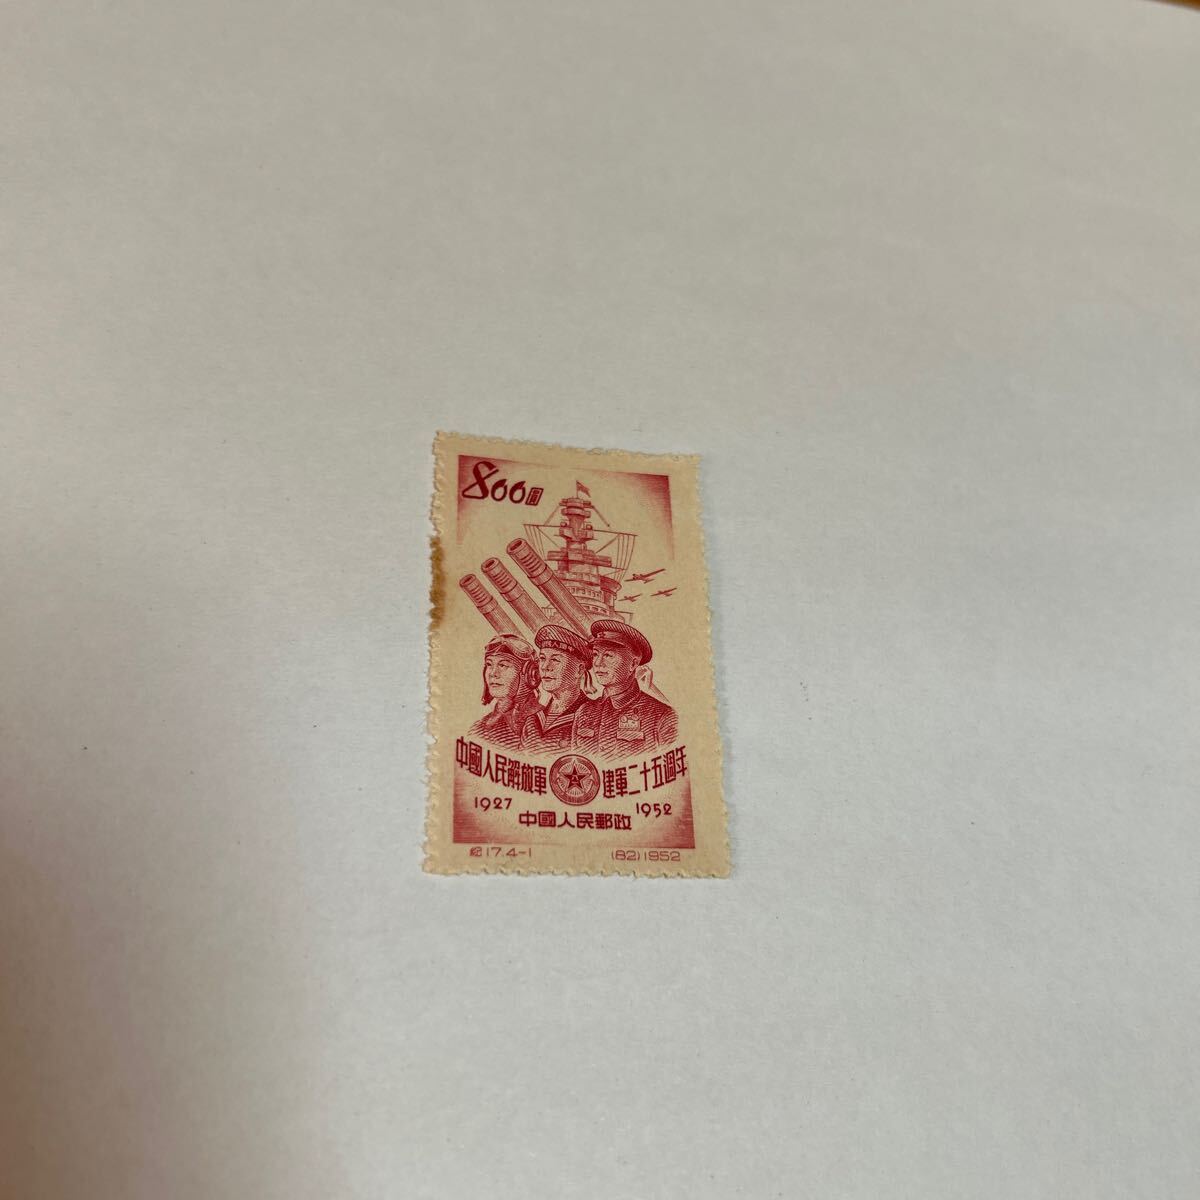 800圓
中國人民解放軍 建軍二十五週年
1927 1952
中國人民郵政
紀17.4-1 (82)1952